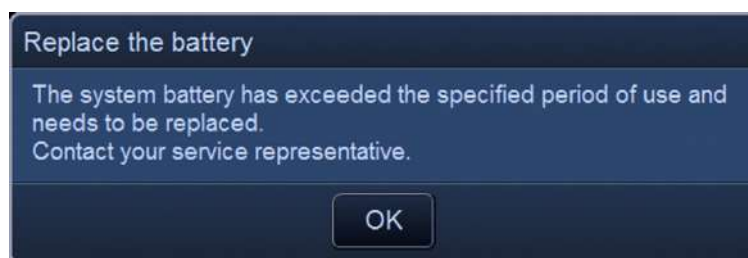 Replace the battery
The system battery has exceeded the specified period of use and
needs to be replaced.
Contact your service representative.
OK